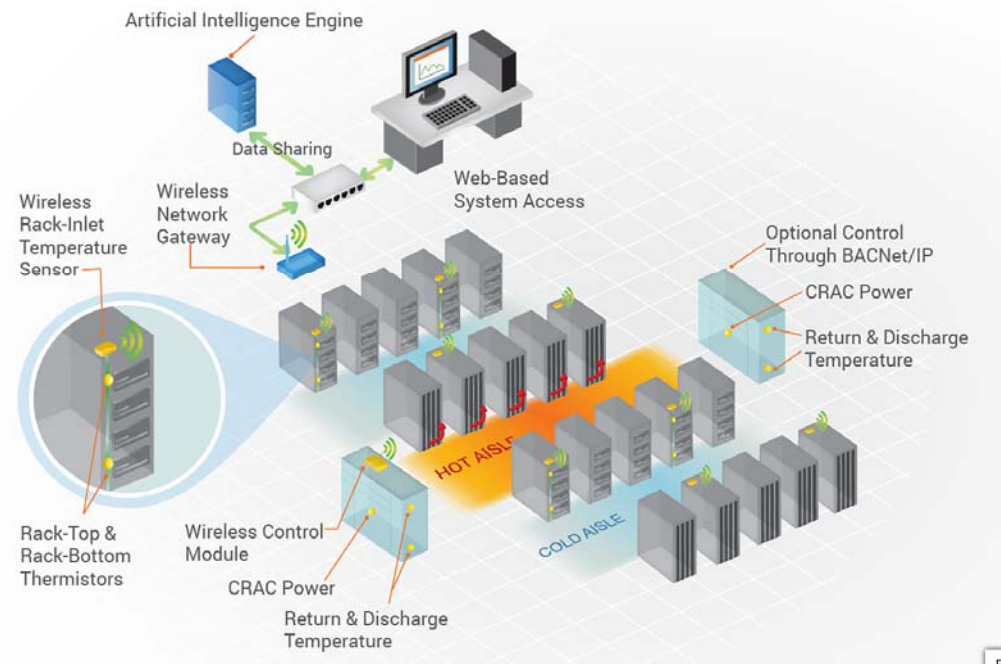 Artificial Intelligence Engine
Data Sharing
Web-Based
System Access
Wireless
Network
Gateway
Wireless
Rack-Inlet
Temperature
Sensor
Optional Control
Through BACNet/IP
CRAC Power
Return & Discharge
Temperature
HOT AISLE
COLD AISLE
Rack-Top &
Rack-Bottom
Thermistors
Wireless Control
Module
CRAC Power
Return & Discharge
Temperature